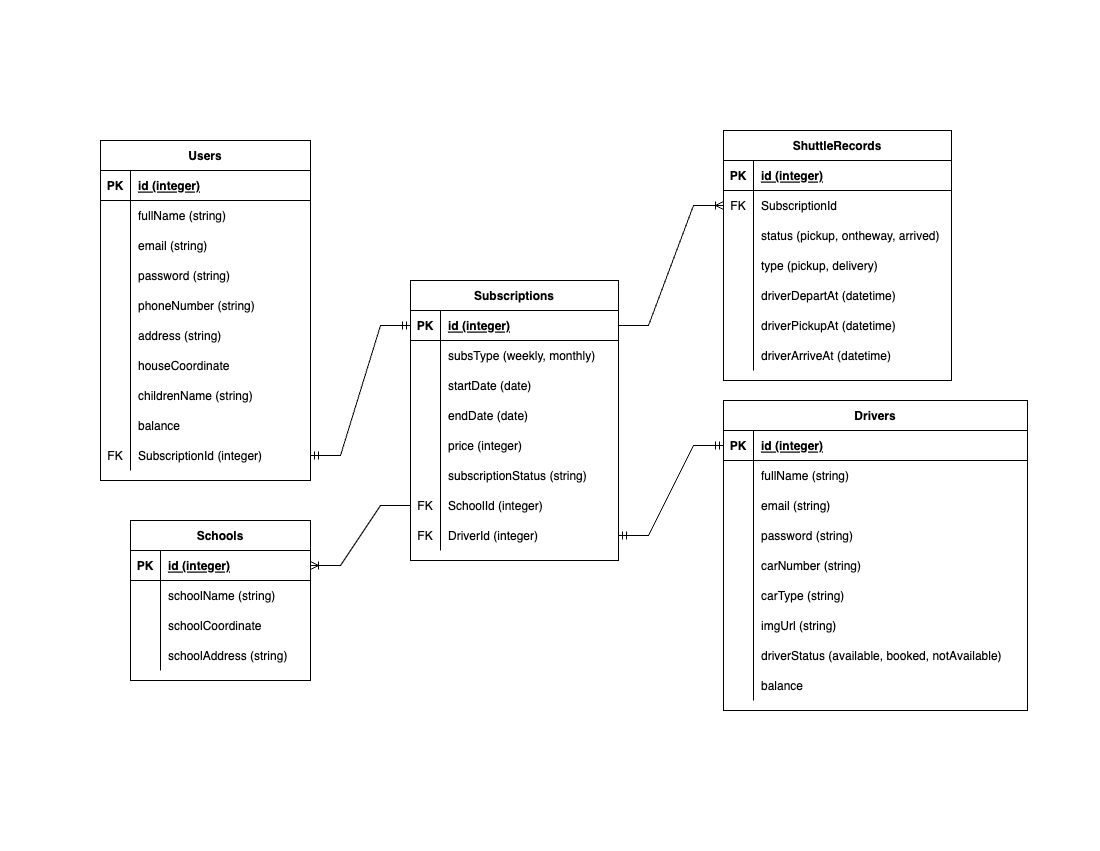 Users
PK id (integer)
fullName (string)
email (string)
password (string)
phoneNumber (string)
address (string)
houseCoordinate
childrenName (string)
balance
FK SubscriptionId (integer)
Schools
PK id (integer)
schoolName (string)
schoolCoordinate
schoolAddress (string)
Subscriptions
PK id (integer)
subsType (weekly, monthly)
startDate (date)
endDate (date)
price (integer)
subscriptionStatus (string)
FK SchoolId (integer)
FK DriverId (integer)
ShuttleRecords
PK id (integer)
FK SubscriptionId
status (pickup, ontheway, arrived)
type (pickup, delivery)
driverDepartAt (datetime)
driverPickupAt (datetime)
driverArriveAt (datetime)
Drivers
PK id (integer)
fullName (string)
email (string)
password (string)
carNumber (string)
carType (string)
imgUrl (string)
driverStatus (available, booked, notAvailable)
balance